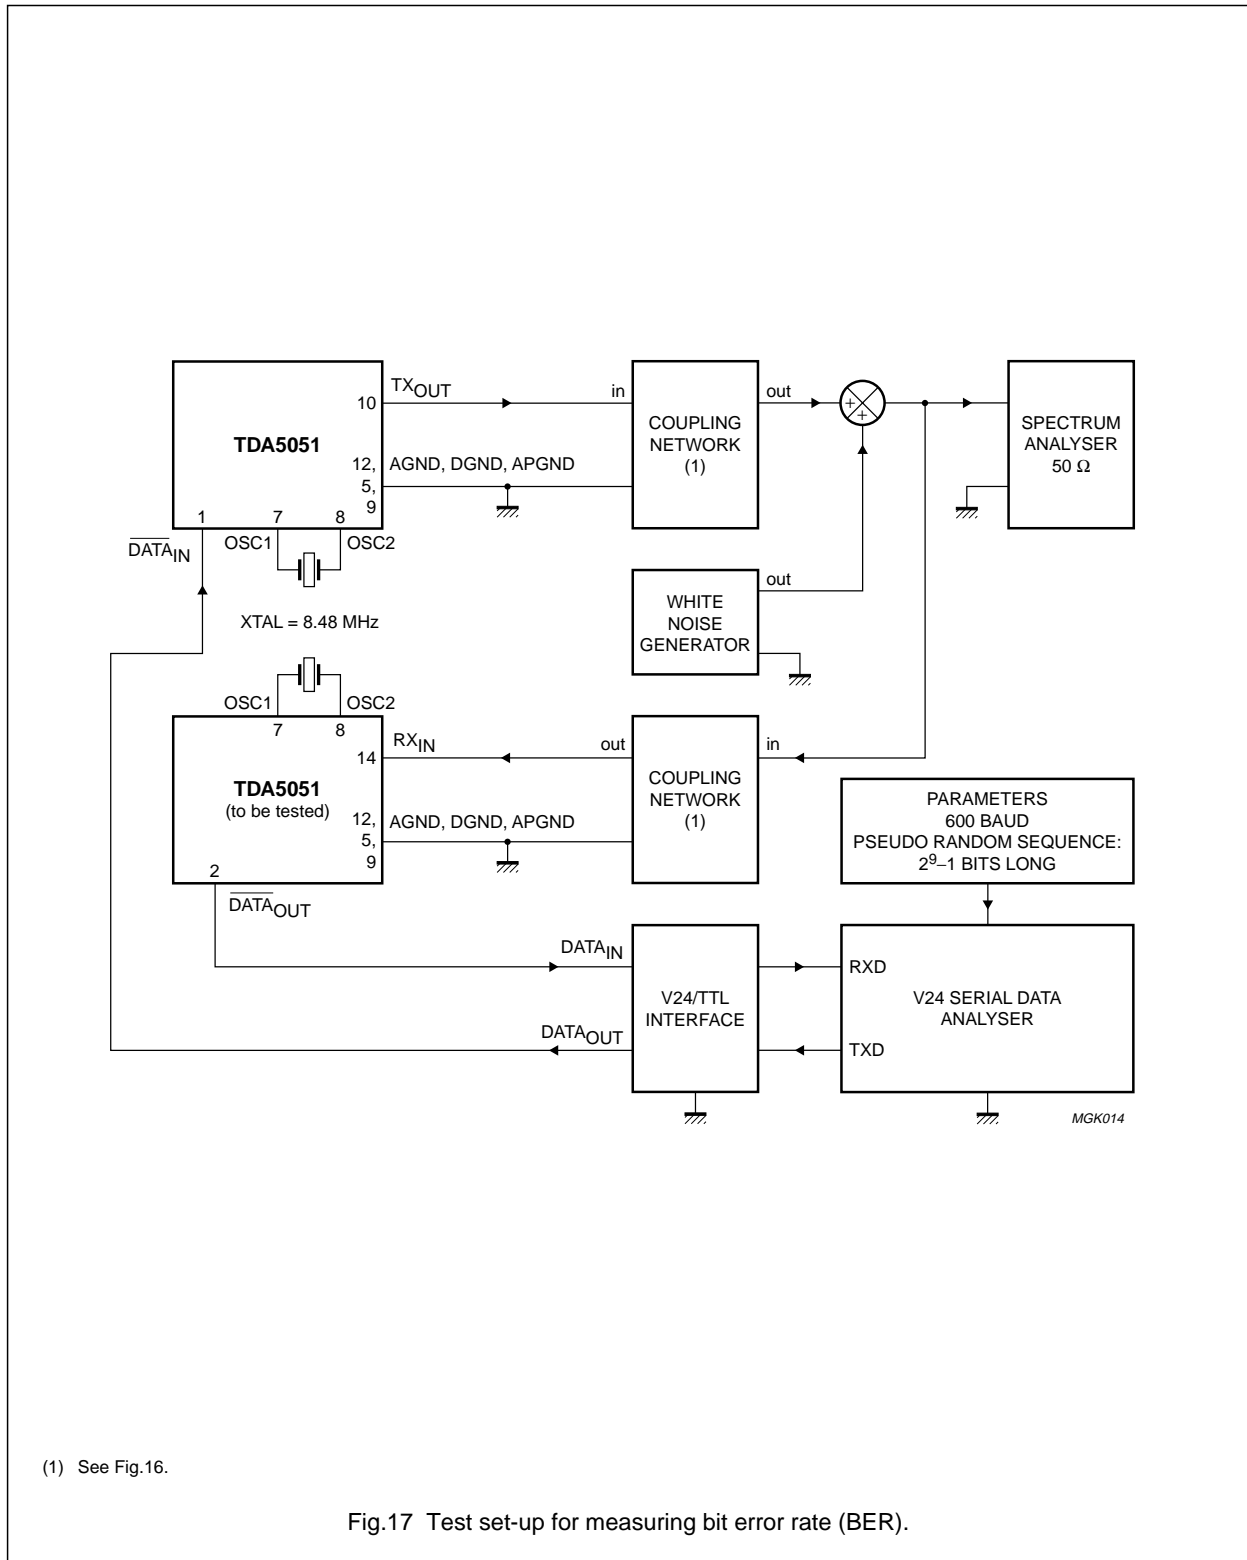 TX_OUT
in
out
10
COUPLING
NETWORK
(1)
+
+
SPECTRUM
ANALYSER
50 Ω
TDA5051
12,
5,
9
AGND, DGND, APGND
1
7
8
DATA_IN
OSC1
OSC2
WHITE
NOISE
GENERATOR
out
XTAL = 8.48 MHz
OSC1
OSC2
7
8
14
RX_IN
out
in
COUPLING
NETWORK
(1)
TDA5051
(to be tested)
12,
5,
9
AGND, DGND, APGND
2
DATA_OUT
PARAMETERS
600 BAUD
PSEUDO RANDOM SEQUENCE:
2⁹–1 BITS LONG
DATA_IN
V24/TTL
INTERFACE
DATA_OUT
RXD
V24 SERIAL DATA
ANALYSER
TXD
MGK014
(1) See Fig.16.
Fig.17 Test set-up for measuring bit error rate (BER).